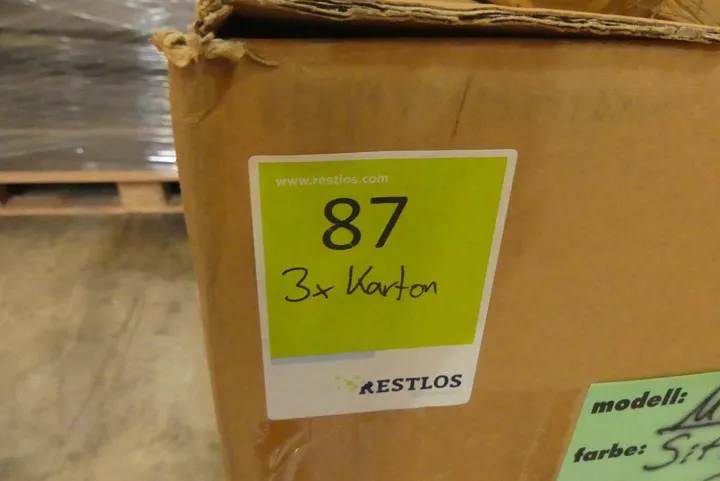 www.restlos.com
87
3x Karton
RESTLOS
modell:
farbe: